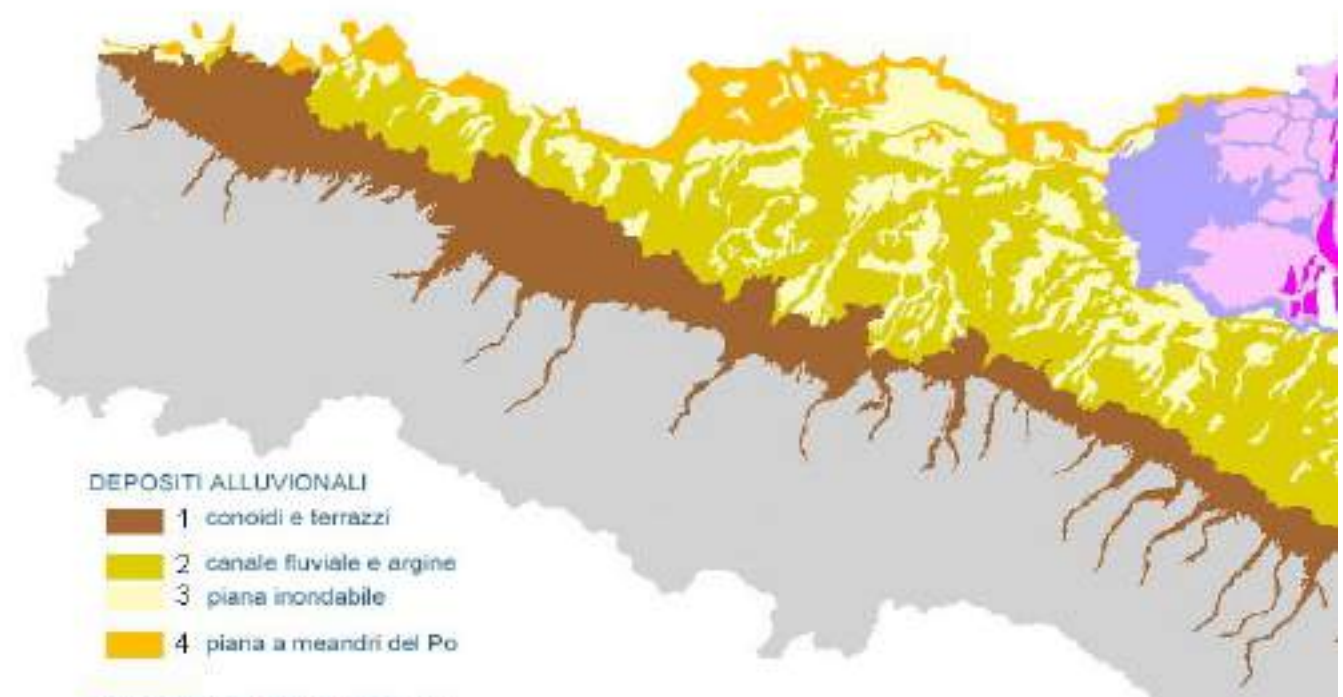 DEPOSITI ALLUVIONALI
1 conoidi e terrazzi
2 canale fluviale e argine
3 piana inondabile
4 piana a meandri del Po